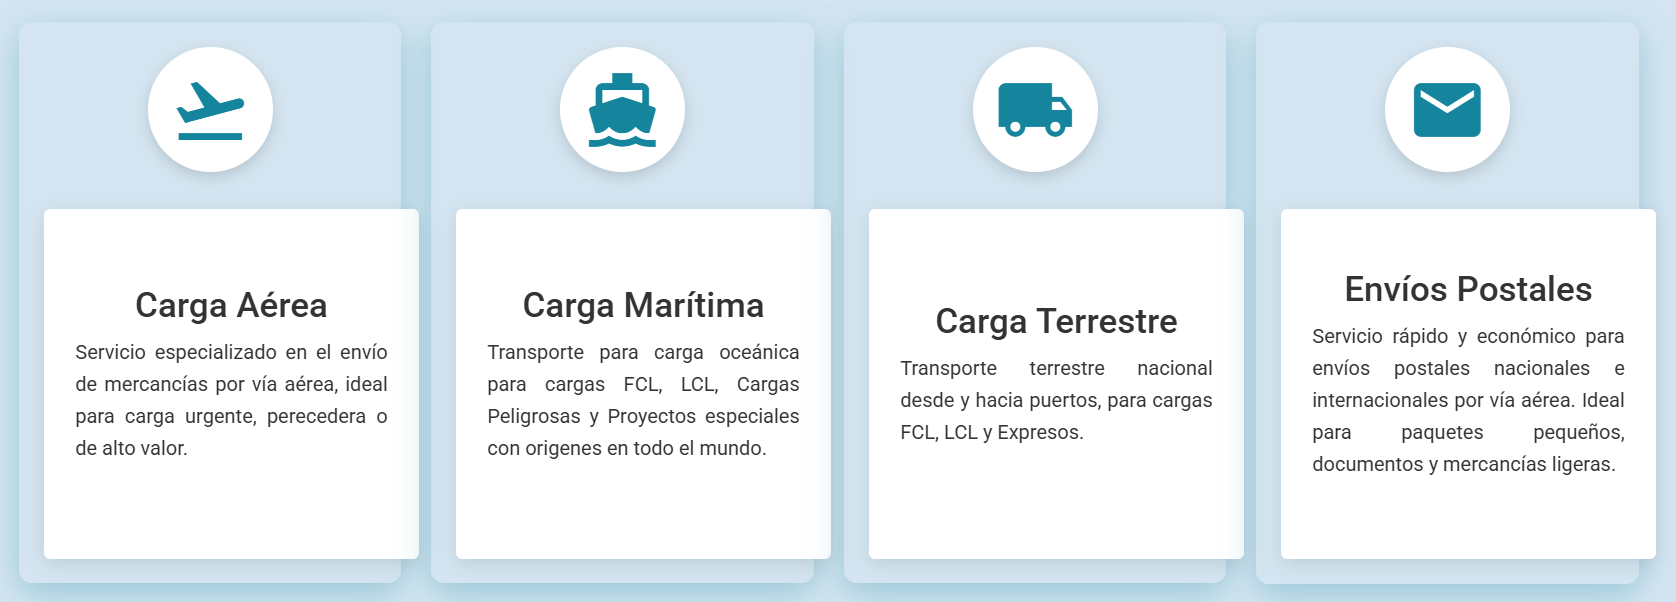 Carga Aérea
Servicio especializado en el envío
de mercancías por vía aérea, ideal
para carga urgente, perecedera o
de alto valor.
Carga Marítima
Transporte para carga oceánica
para cargas FCL, LCL, Cargas
Peligrosas y Proyectos especiales
con origenes en todo el mundo.
Carga Terrestre
Transporte terrestre nacional
desde y hacia puertos, para cargas
FCL, LCL y Expresos.
Envíos Postales
Servicio rápido y económico para
envíos postales nacionales e
internacionales por vía aérea. Ideal
para paquetes pequeños,
documentos y mercancías ligeras.